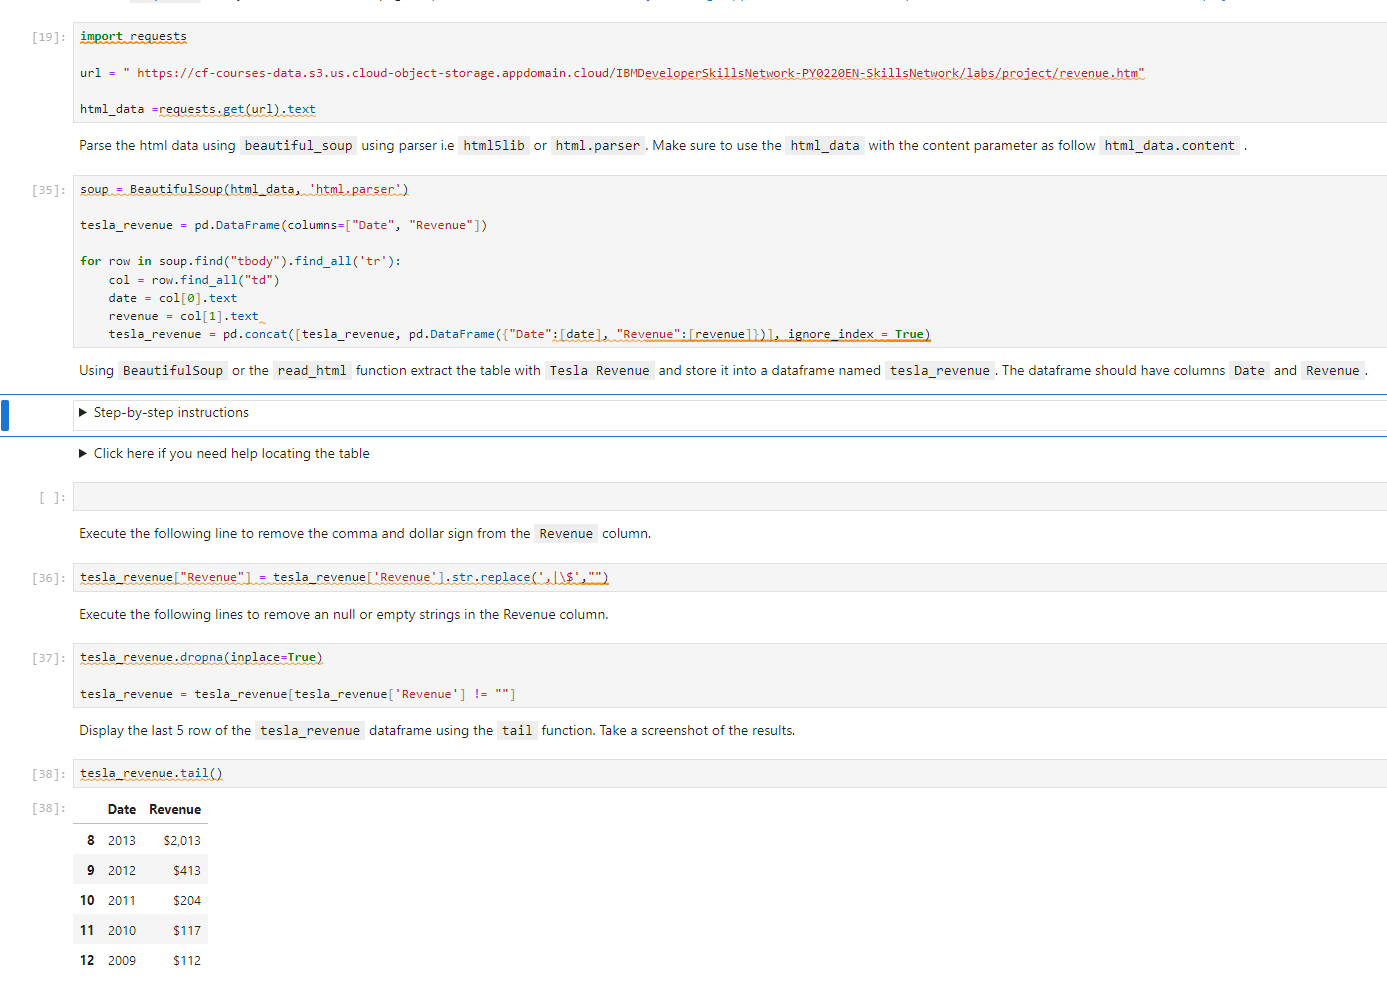 [19]: import requests
url = " https://cf-courses-data.s3.us.cloud-object-storage.appdomain.cloud/IBMDeveloperSkillsNetwork-PY0220EN-SkillsNetwork/labs/project/revenue.htm"
html_data =requests.get(url).text
Parse the html data using beautiful_soup using parser i.e html5lib or html.parser . Make sure to use the html_data with the content parameter as follow html_data.content .
[35]: soup = BeautifulSoup(html_data, 'html.parser')
tesla_revenue = pd.DataFrame(columns=["Date", "Revenue"])
for row in soup.find("tbody").find_all('tr'):
    col = row.find_all("td")
    date = col[0].text
    revenue = col[1].text
    tesla_revenue = pd.concat([tesla_revenue, pd.DataFrame({"Date":[date], "Revenue":[revenue]})], ignore_index = True)
Using BeautifulSoup or the read_html function extract the table with Tesla Revenue and store it into a dataframe named tesla_revenue . The dataframe should have columns Date and Revenue .
▶ Step-by-step instructions
▶ Click here if you need help locating the table
[ ]:
Execute the following line to remove the comma and dollar sign from the Revenue column.
[36]: tesla_revenue["Revenue"] = tesla_revenue['Revenue'].str.replace(',|\$',"")
Execute the following lines to remove an null or empty strings in the Revenue column.
[37]: tesla_revenue.dropna(inplace=True)
tesla_revenue = tesla_revenue[tesla_revenue['Revenue'] != ""]
Display the last 5 row of the tesla_revenue dataframe using the tail function. Take a screenshot of the results.
[38]: tesla_revenue.tail()
[38]: Date Revenue
8 2013 $2,013
9 2012 $413
10 2011 $204
11 2010 $117
12 2009 $112